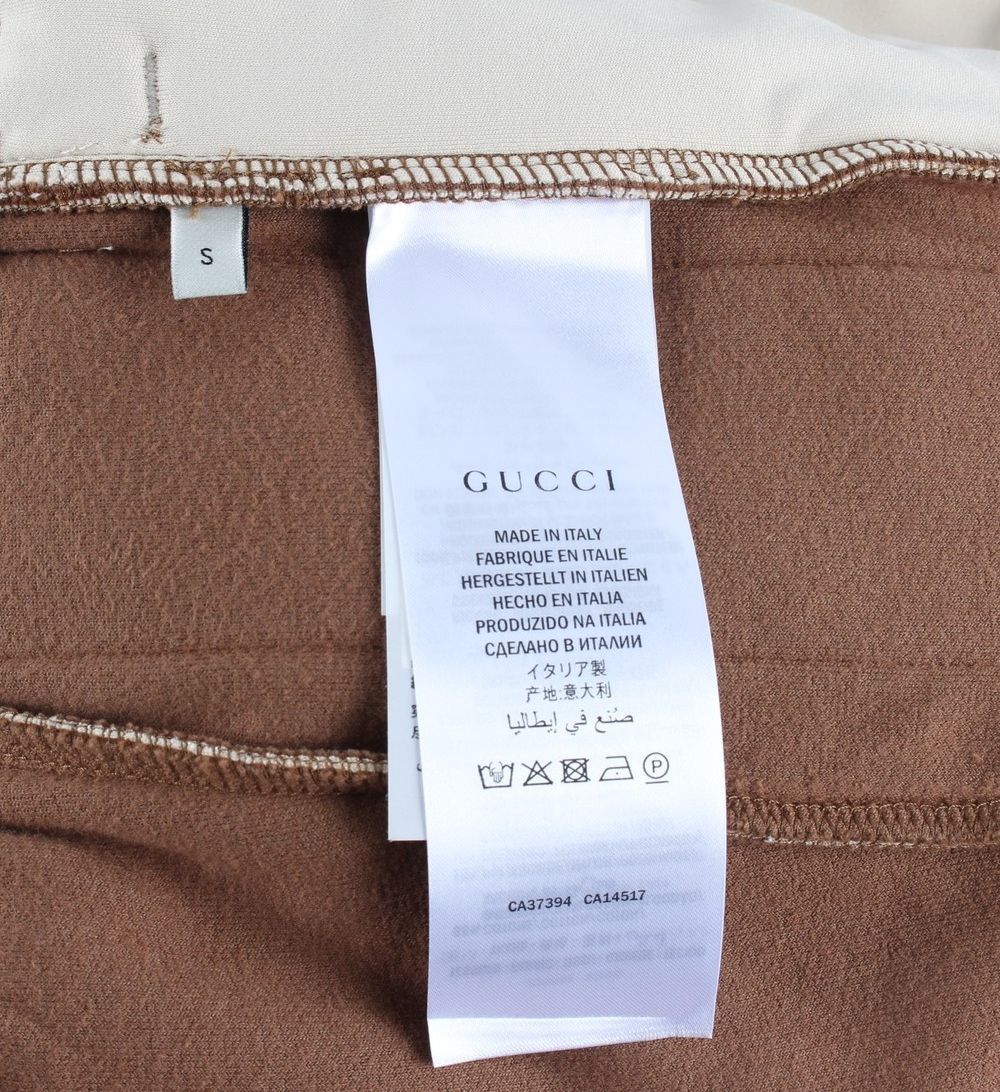 S
GUCCI
MADE IN ITALY
FABRIQUE EN ITALIE
HERGESTELLT IN ITALIEN
HECHO EN ITALIA
PRODUZIDO NA ITALIA
СДЕЛАНО В ИТАЛИИ
イタリア製
产地:意大利
صُنع في إيطاليا
P
CA37394 CA14517